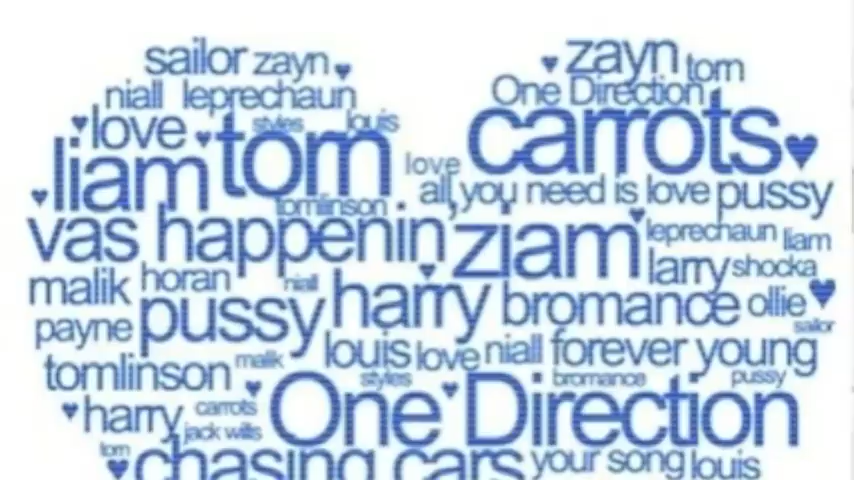 sailor zayn ♥ ♥ zayn tom
niall leprechaun One Direction
♥ love ♥ styles louis carrots ♥
♥ liam tom love
tomlinson all you need is love pussy
vas happenin, ziam ♥ leprechaun liam
larry shocka
malik horan niall ♥ harry bromance ollie ♥
payne pussy sailor
louis love niall forever young
tomlinson malik styles bromance pussy
♥ harry carrots ♥ One ♥ Direction
jack wills
tom ♥ chasing cars your song louis